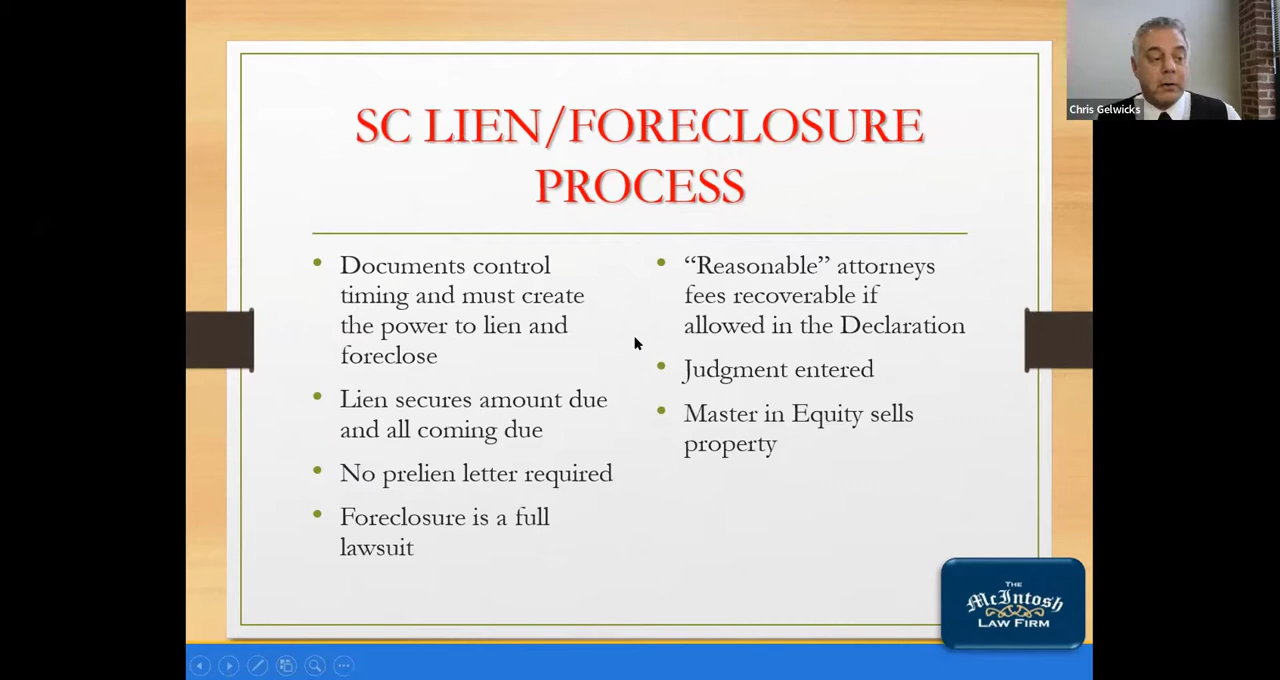 SC LIEN/FORECLOSURE
PROCESS
• Documents control
timing and must create
the power to lien and
foreclose
• Lien secures amount due
and all coming due
• No prelien letter required
• Foreclosure is a full
lawsuit
• “Reasonable” attorneys
fees recoverable if
allowed in the Declaration
• Judgment entered
• Master in Equity sells
property
Chris Gelwicks
THE
McIntosh
LAW FIRM